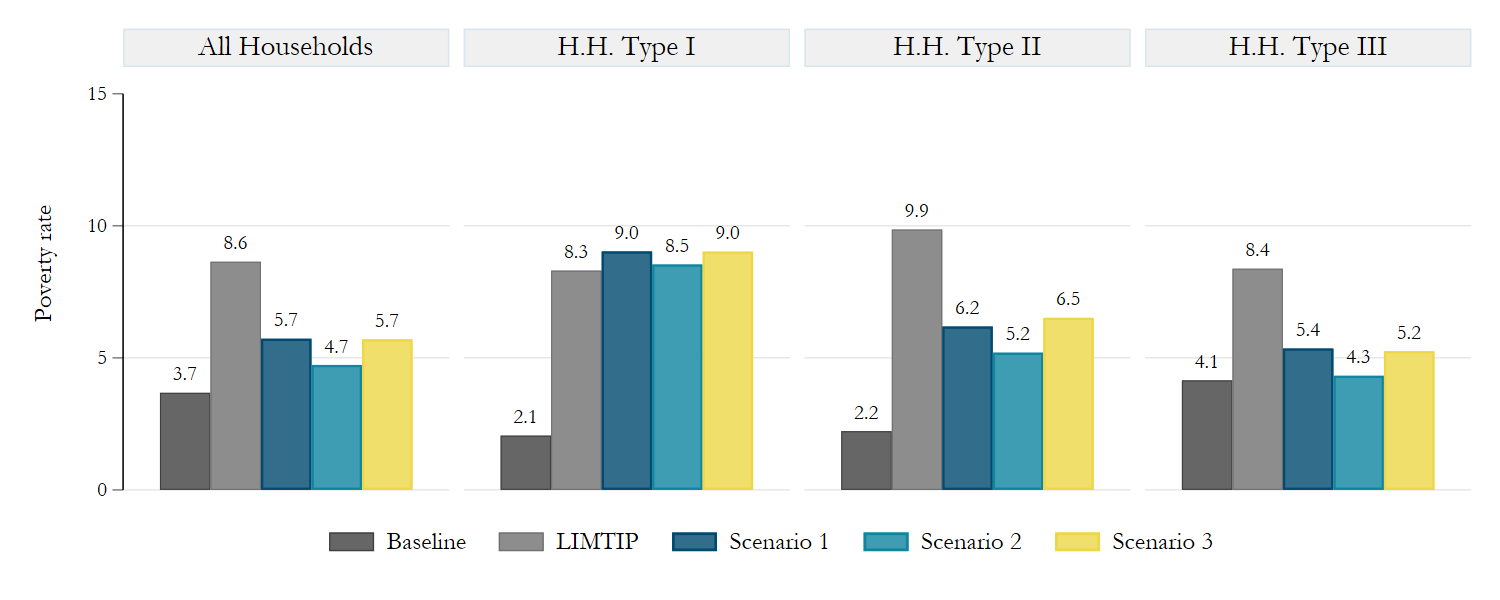 All Households
H.H. Type I
H.H. Type II
H.H. Type III
Poverty rate
15
10
5
0
3.7
8.6
5.7
4.7
5.7
2.1
8.3
9.0
8.5
9.0
2.2
9.9
6.2
5.2
6.5
4.1
8.4
5.4
4.3
5.2
Baseline
LIMTIP
Scenario 1
Scenario 2
Scenario 3